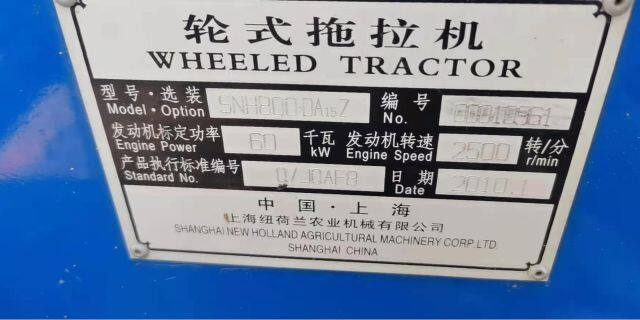 轮式拖拉机
WHEELED TRACTOR
型号·选装 SNH800 编号
Model·Option No.
发动机标定功率 60 千瓦 发动机转速 2500 转/分
Engine Power kW Engine Speed r/min
产品执行标准编号 日期 2010.1
Standard No. Date
中国·上海
上海纽荷兰农业机械有限公司
SHANGHAI NEW HOLLAND AGRICULTURAL MACHINERY CORP LTD
SHANGHAI CHINA